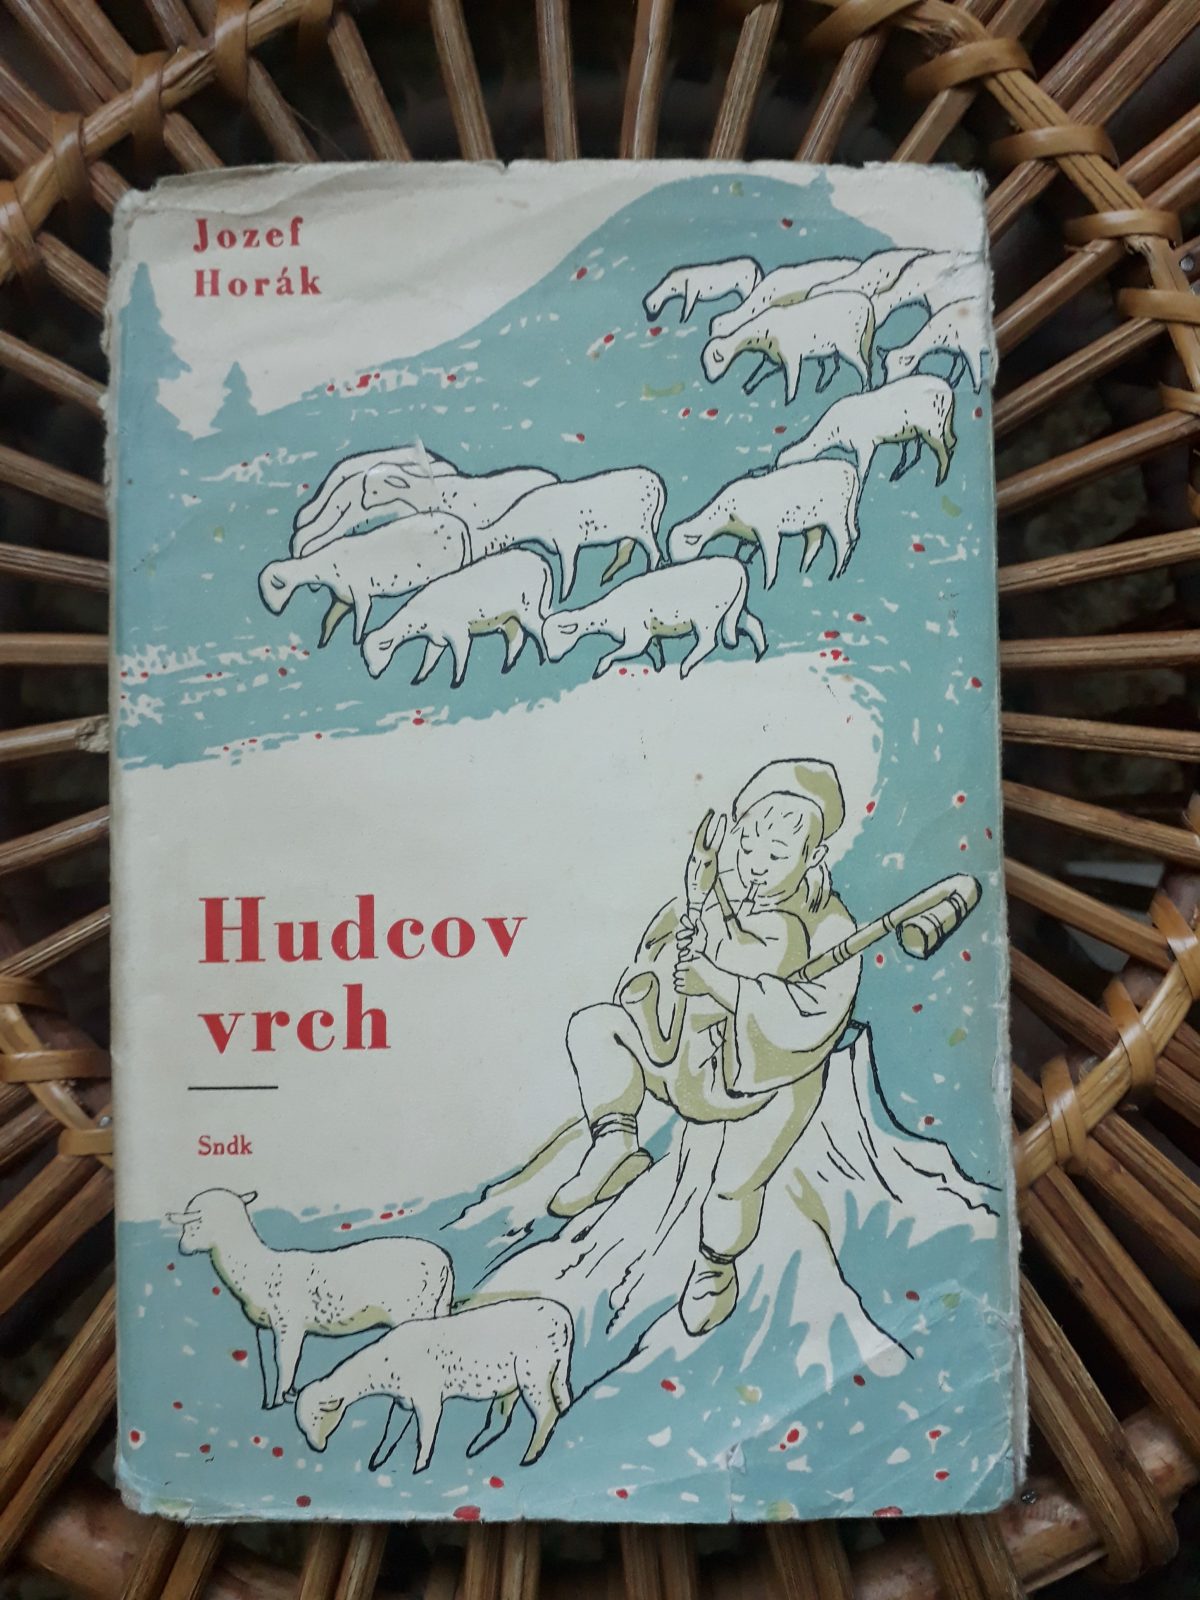 Jozef
Horák
Hudcov
vrch
Sndk